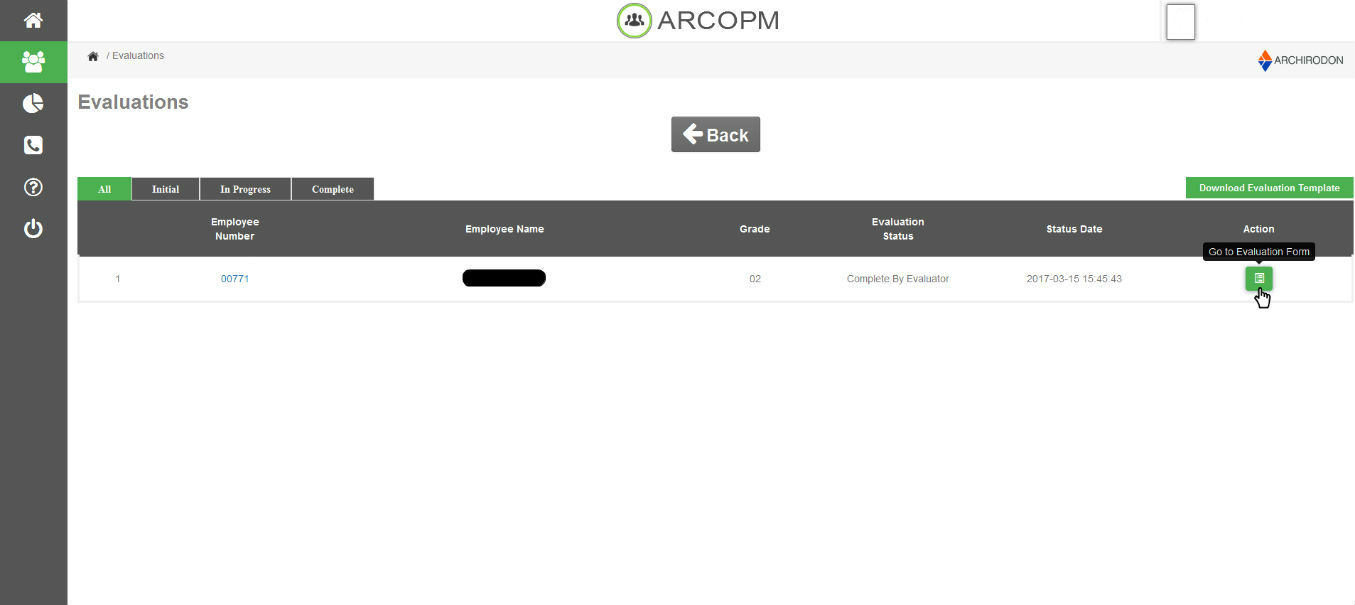 ARCOPM
/ Evaluations
ARCHIRODON
Evaluations
Back
All Initial In Progress Complete
Download Evaluation Template
Employee Number Employee Name Grade Evaluation Status Status Date Action
Go to Evaluation Form
1 00771 02 Complete By Evaluator 2017-03-15 15:45:43